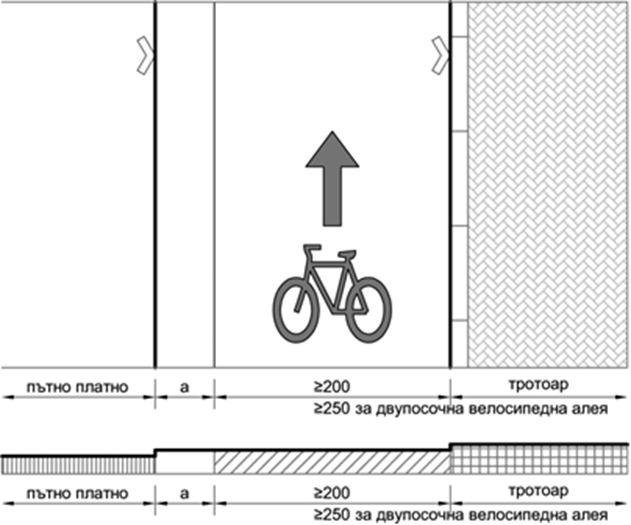 пътно платно a ≥200 тротоар
≥250 за двупосочна велосипедна алея
пътно платно a ≥200 тротоар
≥250 за двупосочна велосипедна алея